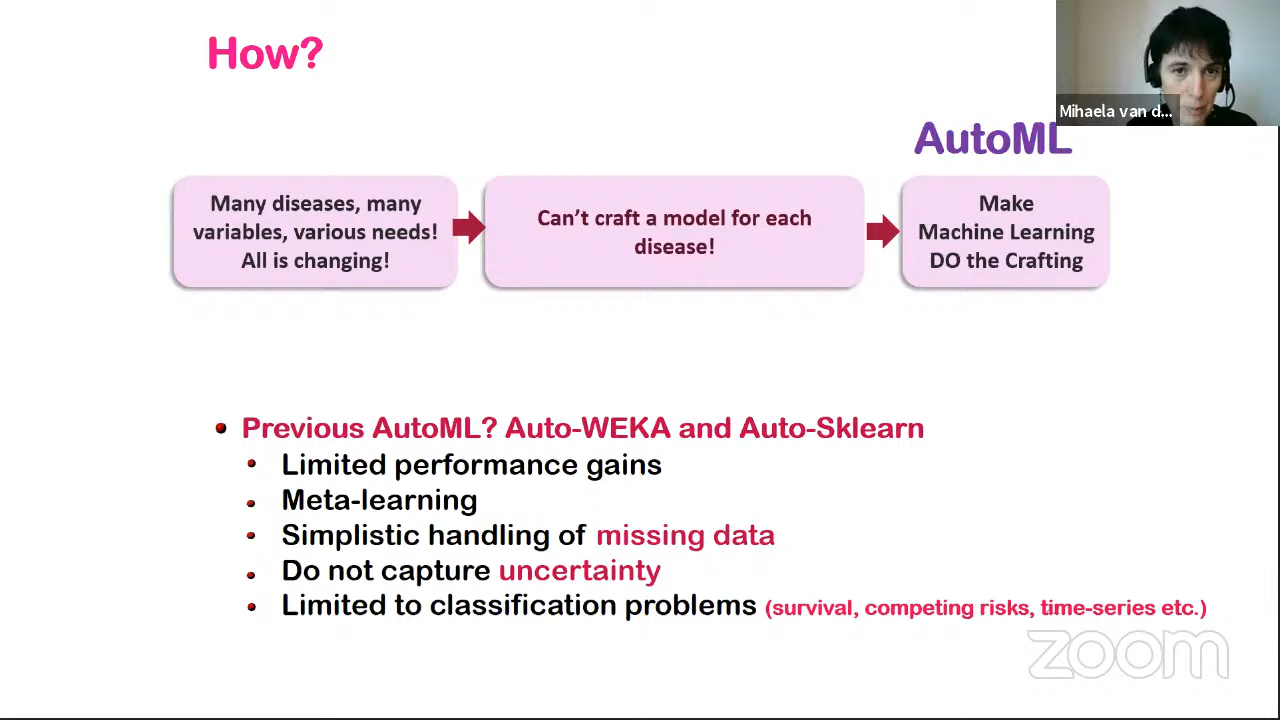 How?
Mihaela van d...
AutoML
Many diseases, many
variables, various needs!
All is changing!
Can't craft a model for each
disease!
Make
Machine Learning
DO the Crafting
Previous AutoML? Auto-WEKA and Auto-Sklearn
Limited performance gains
Meta-learning
Simplistic handling of missing data
Do not capture uncertainty
Limited to classification problems (survival, competing risks, time-series etc.)
zoom